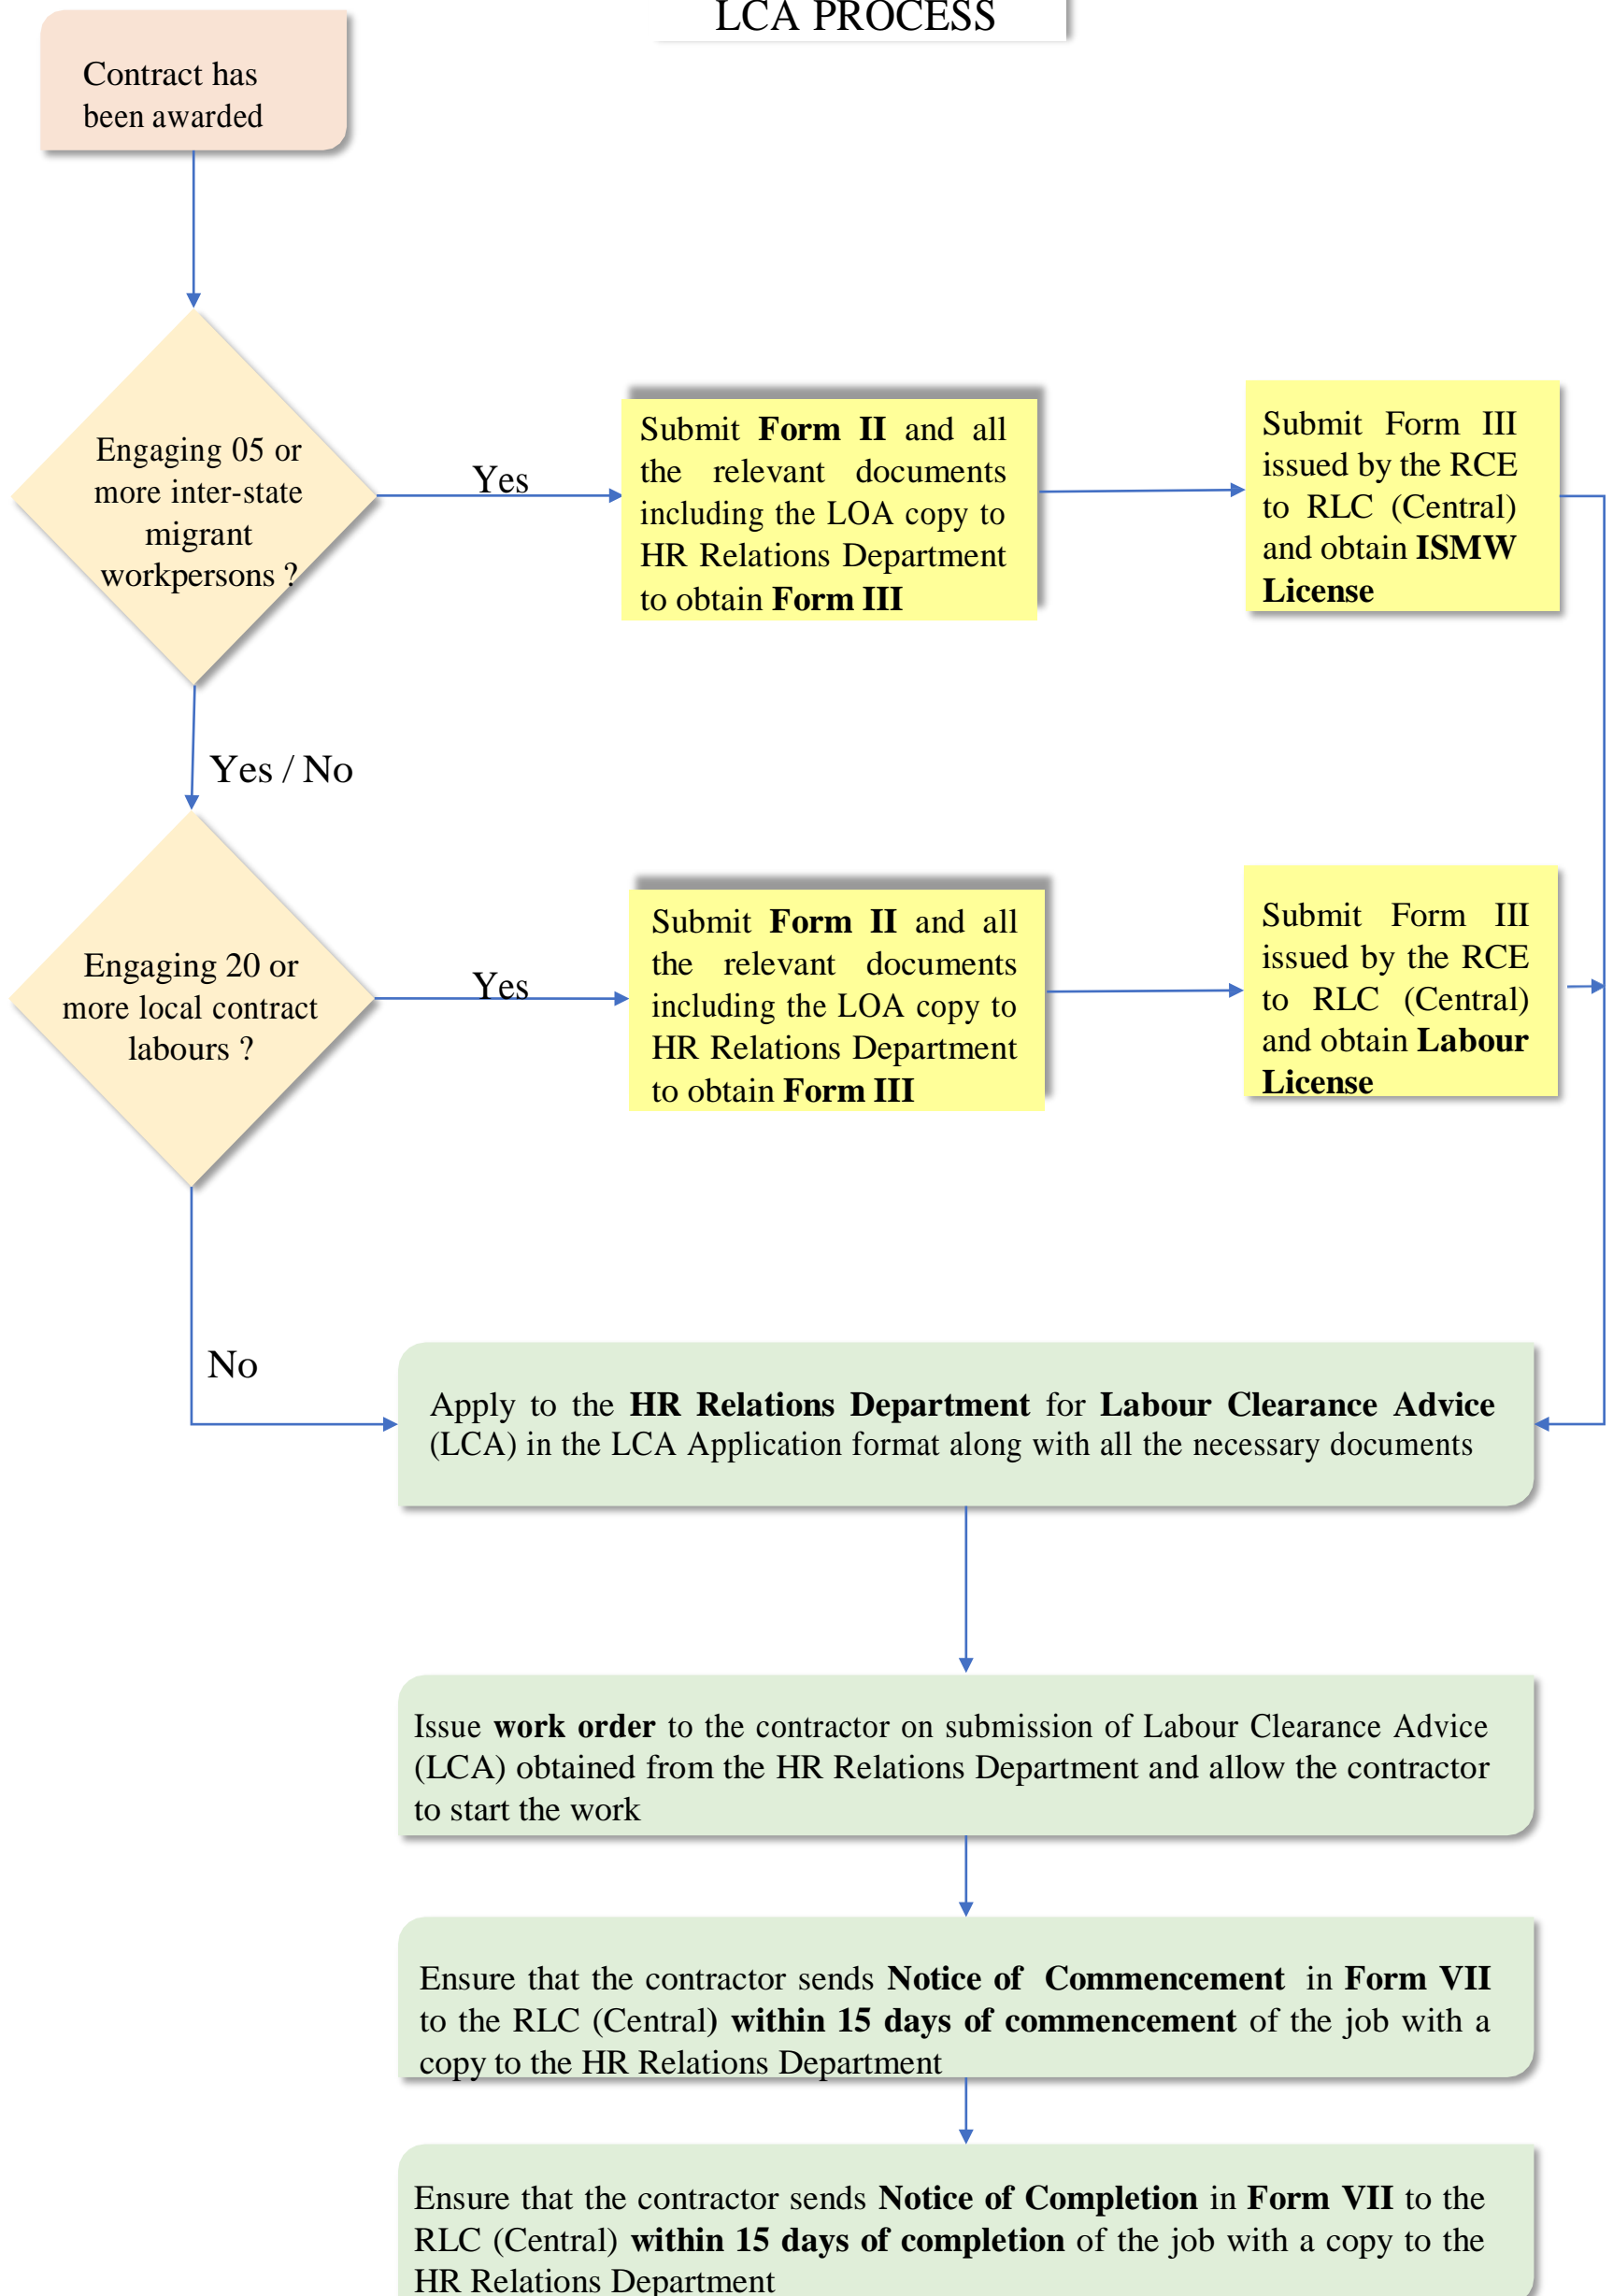 LCA PROCESS
Contract has
been awarded
Engaging 05 or
more inter-state
migrant
workpersons ?
Yes
Submit Form II and all
the relevant documents
including the LOA copy to
HR Relations Department
to obtain Form III
Submit Form III
issued by the RCE
to RLC (Central)
and obtain ISMW
License
Yes / No
Engaging 20 or
more local contract
labours ?
Yes
Submit Form II and all
the relevant documents
including the LOA copy to
HR Relations Department
to obtain Form III
Submit Form III
issued by the RCE
to RLC (Central)
and obtain Labour
License
No
Apply to the HR Relations Department for Labour Clearance Advice
(LCA) in the LCA Application format along with all the necessary documents
Issue work order to the contractor on submission of Labour Clearance Advice
(LCA) obtained from the HR Relations Department and allow the contractor
to start the work
Ensure that the contractor sends Notice of Commencement in Form VII
to the RLC (Central) within 15 days of commencement of the job with a
copy to the HR Relations Department
Ensure that the contractor sends Notice of Completion in Form VII to the
RLC (Central) within 15 days of completion of the job with a copy to the
HR Relations Department